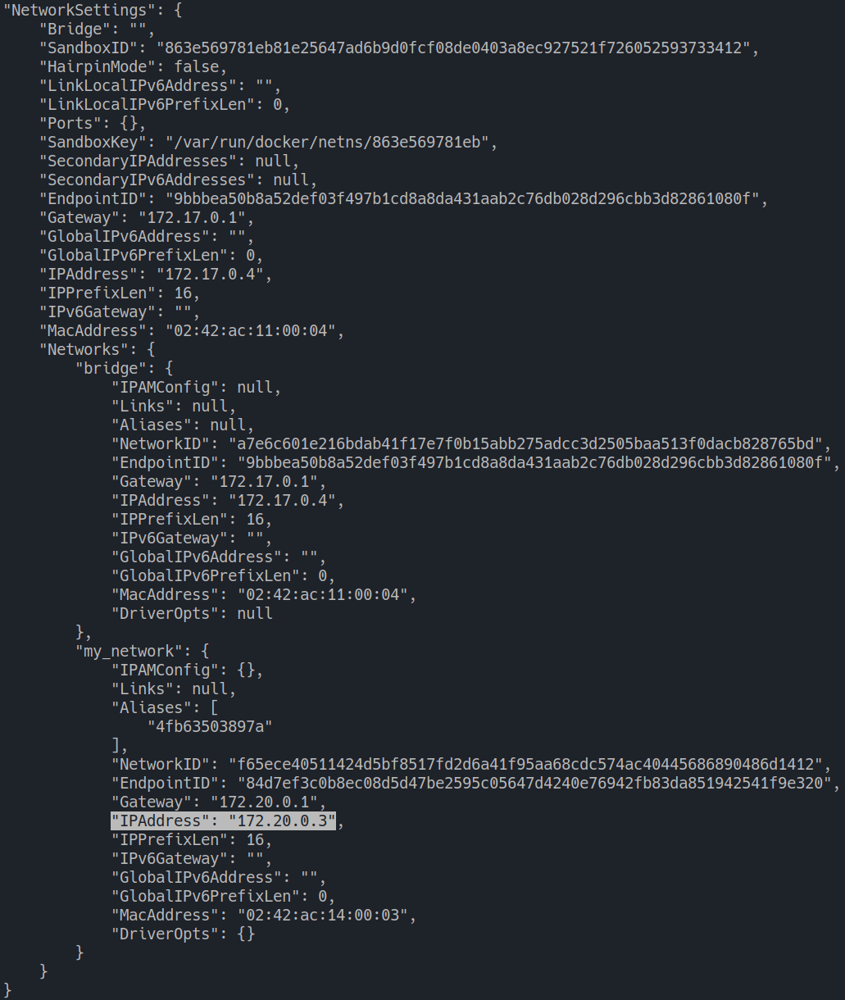 "NetworkSettings": {
    "Bridge": "",
    "SandboxID": "863e569781eb81e25647ad6b9d0fcf08de0403a8ec927521f726052593733412",
    "HairpinMode": false,
    "LinkLocalIPv6Address": "",
    "LinkLocalIPv6PrefixLen": 0,
    "Ports": {},
    "SandboxKey": "/var/run/docker/netns/863e569781eb",
    "SecondaryIPAddresses": null,
    "SecondaryIPv6Addresses": null,
    "EndpointID": "9bbbea50b8a52def03f497b1cd8a8da431aab2c76db028d296cbb3d82861080f",
    "Gateway": "172.17.0.1",
    "GlobalIPv6Address": "",
    "GlobalIPv6PrefixLen": 0,
    "IPAddress": "172.17.0.4",
    "IPPrefixLen": 16,
    "IPv6Gateway": "",
    "MacAddress": "02:42:ac:11:00:04",
    "Networks": {
        "bridge": {
            "IPAMConfig": null,
            "Links": null,
            "Aliases": null,
            "NetworkID": "a7e6c601e216bdab41f17e7f0b15abb275adcc3d2505baa513f0dacb828765bd",
            "EndpointID": "9bbbea50b8a52def03f497b1cd8a8da431aab2c76db028d296cbb3d82861080f",
            "Gateway": "172.17.0.1",
            "IPAddress": "172.17.0.4",
            "IPPrefixLen": 16,
            "IPv6Gateway": "",
            "GlobalIPv6Address": "",
            "GlobalIPv6PrefixLen": 0,
            "MacAddress": "02:42:ac:11:00:04",
            "DriverOpts": null
        },
        "my_network": {
            "IPAMConfig": {},
            "Links": null,
            "Aliases": [
                "4fb63503897a"
            ],
            "NetworkID": "f65ece40511424d5bf8517fd2d6a41f95aa68cdc574ac40445686890486d1412",
            "EndpointID": "84d7ef3c0b8ec08d5d47be2595c05647d4240e76942fb83da851942541f9e320",
            "Gateway": "172.20.0.1",
            "IPAddress": "172.20.0.3",
            "IPPrefixLen": 16,
            "IPv6Gateway": "",
            "GlobalIPv6Address": "",
            "GlobalIPv6PrefixLen": 0,
            "MacAddress": "02:42:ac:14:00:03",
            "DriverOpts": {}
        }
    }
}